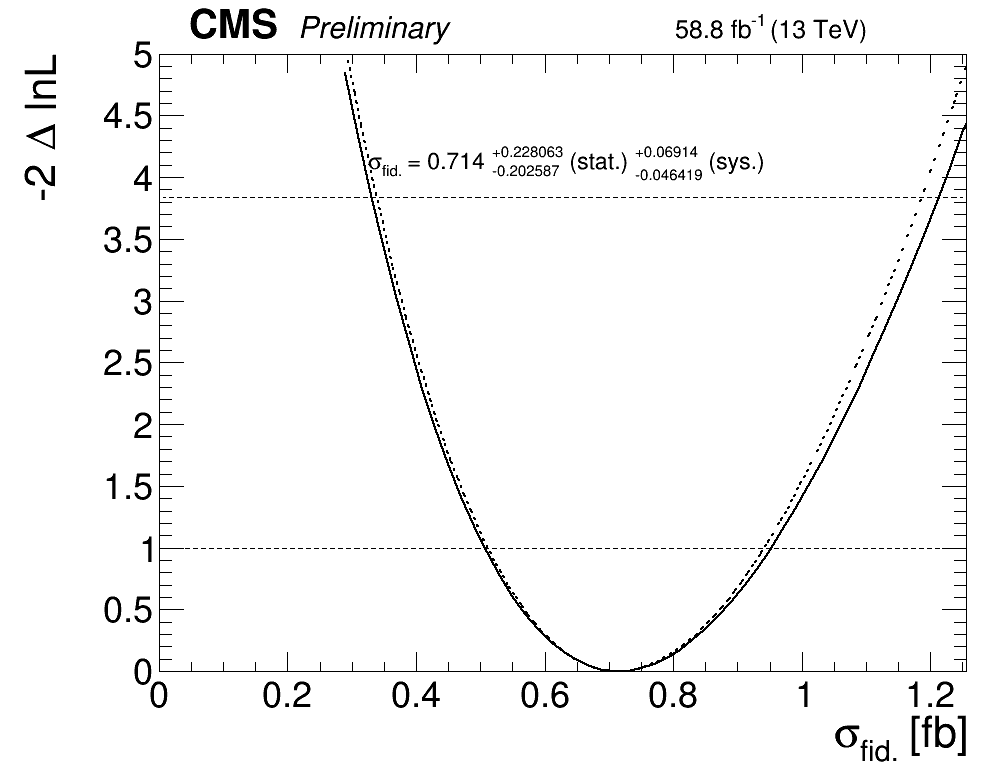 CMS Preliminary 58.8 fb⁻¹ (13 TeV)
-2 Δ lnL
5
4.5
4
3.5
3
2.5
2
1.5
1
0.5
0
σfid. = 0.714 +0.228063 -0.202587 (stat.) +0.06914 -0.046419 (sys.)
0 0.2 0.4 0.6 0.8 1 1.2
σfid. [fb]